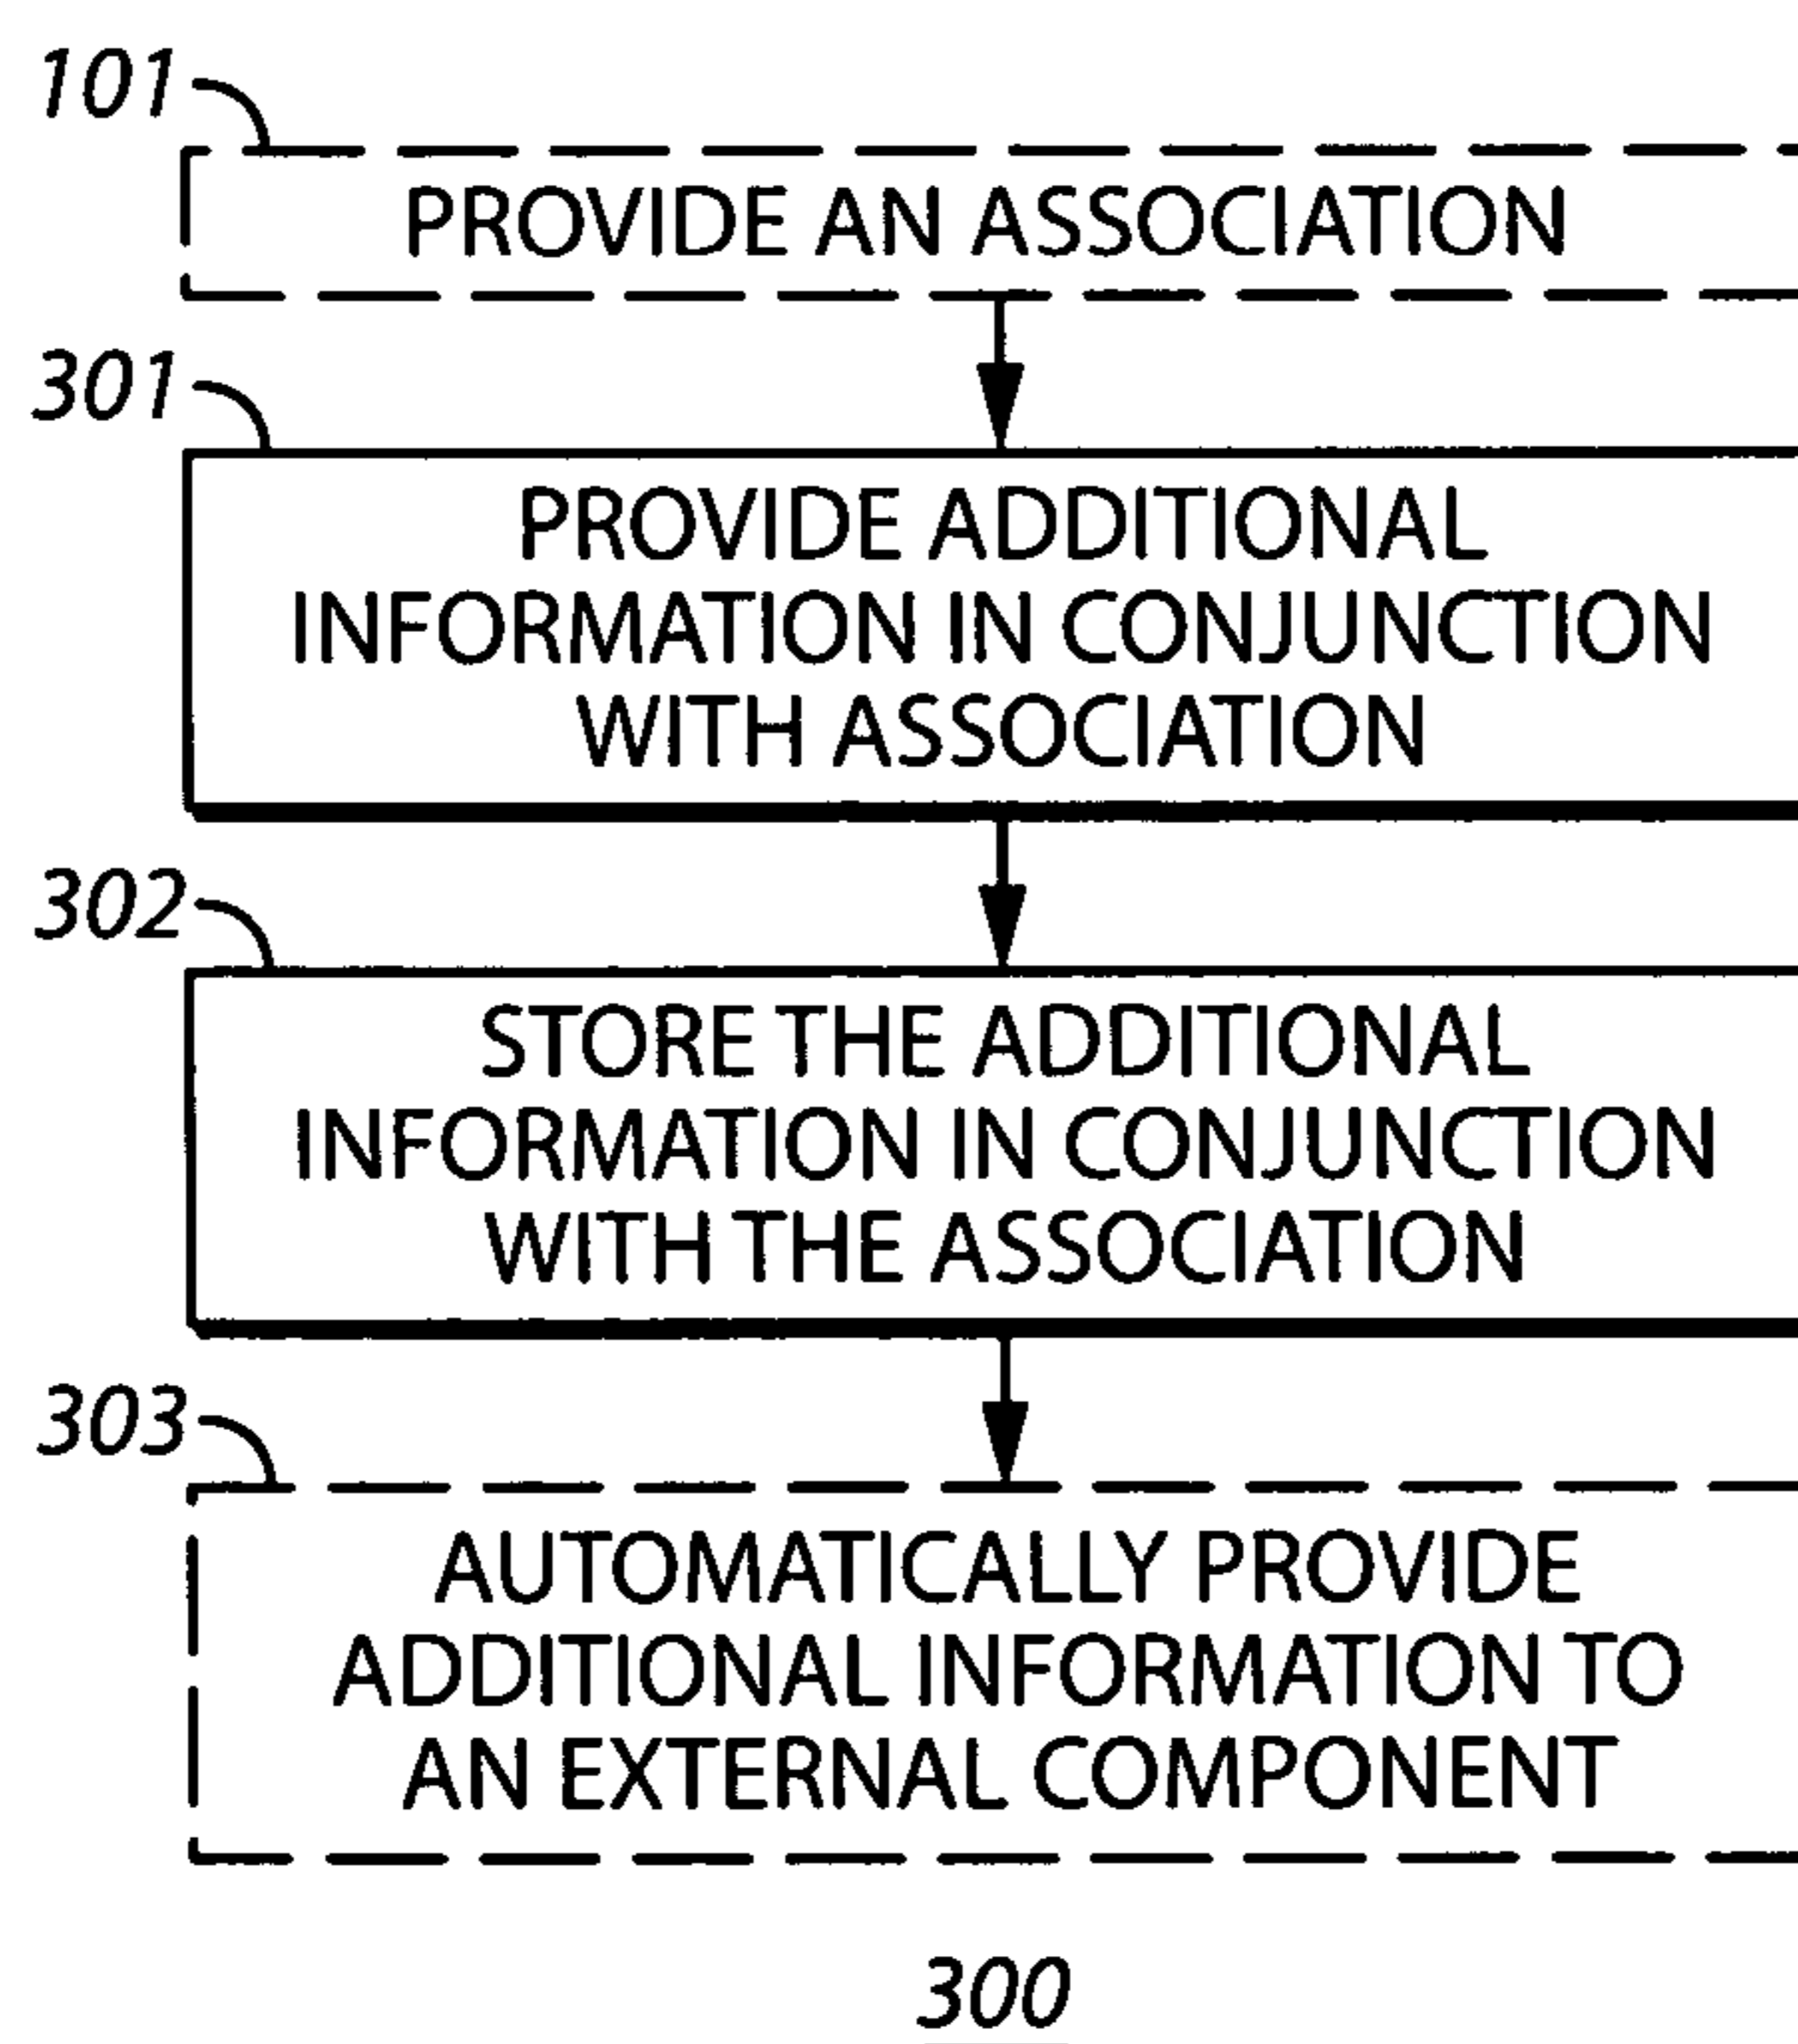 101
PROVIDE AN ASSOCIATION
301
PROVIDE ADDITIONAL
INFORMATION IN CONJUNCTION
WITH ASSOCIATION
302
STORE THE ADDITIONAL
INFORMATION IN CONJUNCTION
WITH THE ASSOCIATION
303
AUTOMATICALLY PROVIDE
ADDITIONAL INFORMATION TO
AN EXTERNAL COMPONENT
300